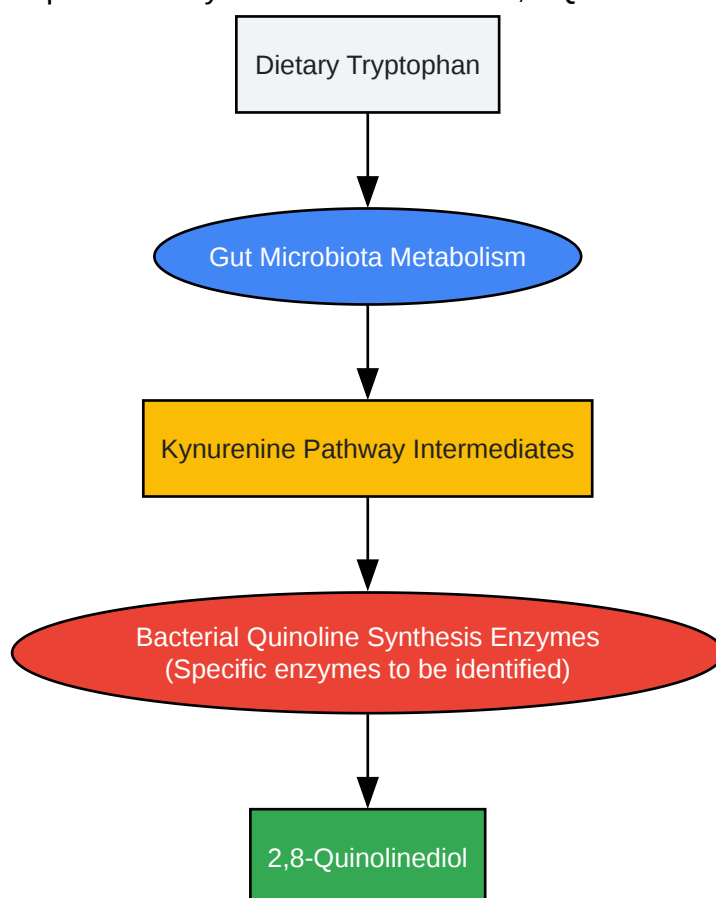 Dietary Tryptophan
Gut Microbiota Metabolism
Kynurenine Pathway Intermediates
Bacterial Quinoline Synthesis Enzymes
(Specific enzymes to be identified)
2,8-Quinolinediol